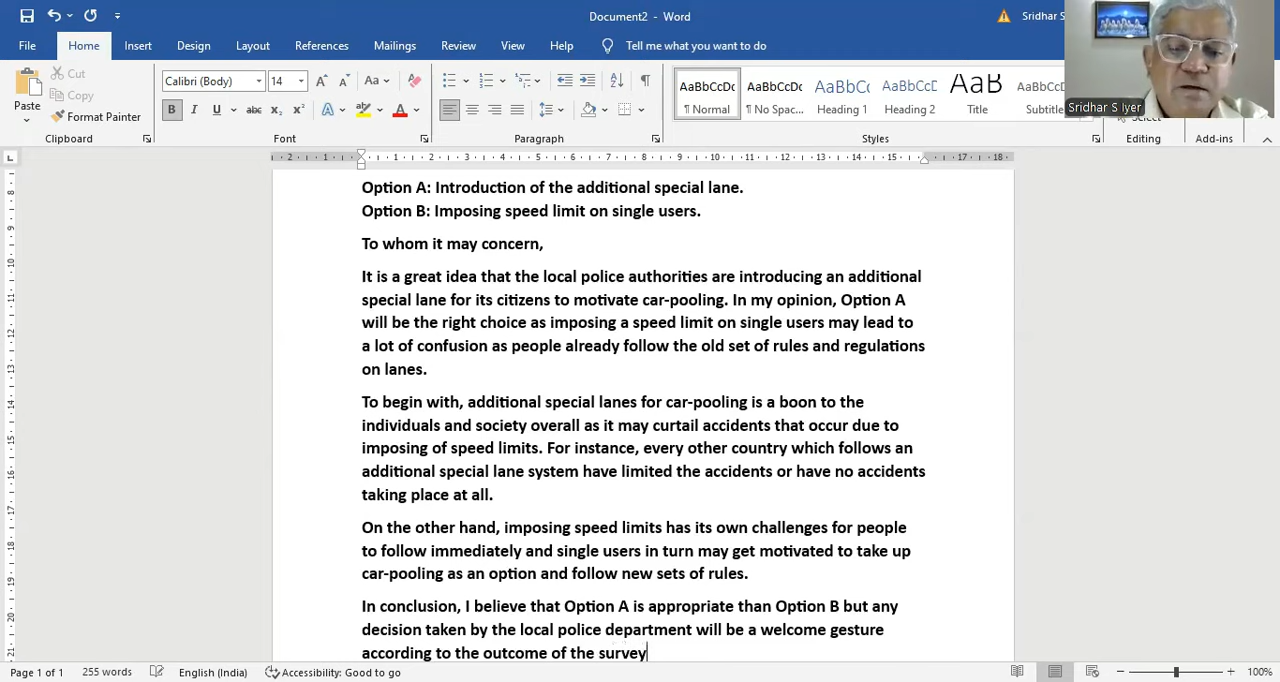 Document2 - Word
Sridhar S
File Home Insert Design Layout References Mailings Review View Help Tell me what you want to do
Paste
Cut
Copy
Format Painter
Clipboard
Calibri (Body) 14
Font
Paragraph
AaBbCcDc AaBbCcDc AaBbCc AaBbCcD AaB AaBbCcD
¶ Normal ¶ No Spac... Heading 1 Heading 2 Title Subtitle
Styles
Select
Editing
Add-ins
Sridhar S Iyer
Option A: Introduction of the additional special lane.
Option B: Imposing speed limit on single users.
To whom it may concern,
It is a great idea that the local police authorities are introducing an additional
special lane for its citizens to motivate car-pooling. In my opinion, Option A
will be the right choice as imposing a speed limit on single users may lead to
a lot of confusion as people already follow the old set of rules and regulations
on lanes.
To begin with, additional special lanes for car-pooling is a boon to the
individuals and society overall as it may curtail accidents that occur due to
imposing of speed limits. For instance, every other country which follows an
additional special lane system have limited the accidents or have no accidents
taking place at all.
On the other hand, imposing speed limits has its own challenges for people
to follow immediately and single users in turn may get motivated to take up
car-pooling as an option and follow new sets of rules.
In conclusion, I believe that Option A is appropriate than Option B but any
decision taken by the local police department will be a welcome gesture
according to the outcome of the survey
Page 1 of 1 255 words English (India) Accessibility: Good to go 100%